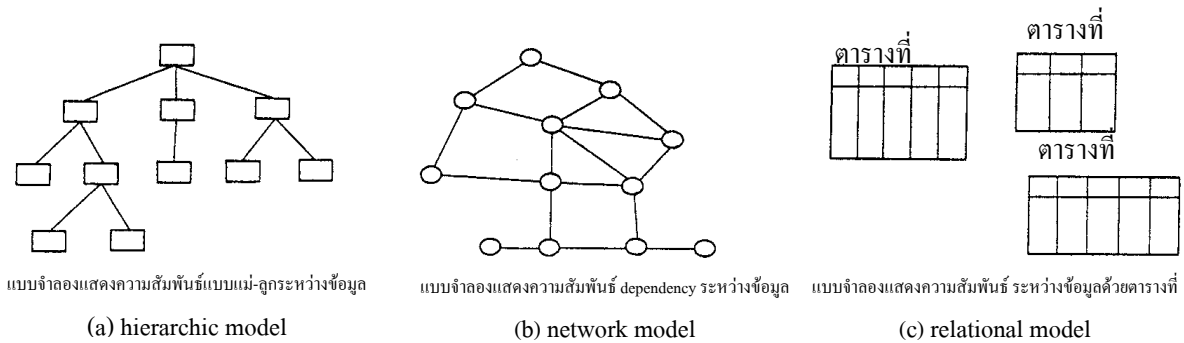 ตารางที่
ตารางที่
ตารางที่
แบบจำลองแสดงความสัมพันธ์แบบแม่-ลูกระหว่างข้อมูล
(a) hierarchic model
แบบจำลองแสดงความสัมพันธ์ dependency ระหว่างข้อมูล
(b) network model
แบบจำลองแสดงความสัมพันธ์ ระหว่างข้อมูลด้วยตารางที่
(c) relational model